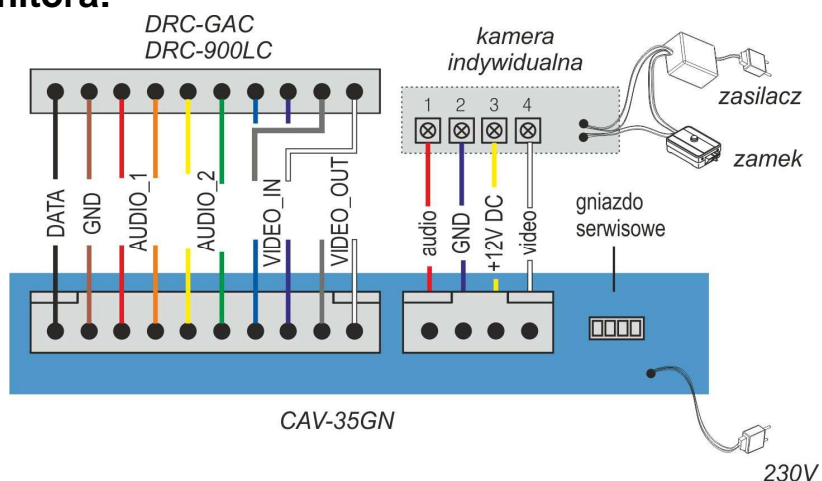 nitora:
DRC-GAC
DRC-900LC
kamera
indywidualna
1 2 3 4
zasilacz
zamek
DATA
GND
AUDIO_1
AUDIO_2
VIDEO_IN
VIDEO_OUT
audio
GND
+12V DC
video
gniazdo
serwisowe
CAV-35GN
230V